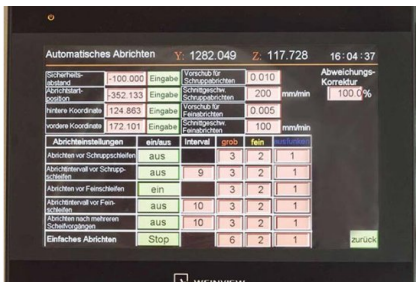 Automatisches Abrichten Y: 1282.049 Z: 117.728 16:04:37
Sicherheits-
abstand -100.000 Eingabe Vorschub für
Schruppabrichten 0.010 Abweichungs-
Korrektur
Abrichtstart-
position -352.133 Eingabe Schnittgeschw.
Schruppabrichten 200 mm/min 100.0 %
hintere Koordinate 124.863 Eingabe Vorschub für
Feinabrichten 0.005
vordere Koordinate 172.101 Eingabe Schnittgeschw.
Feinabrichten 100 mm/min
Abrichteinstellungen ein/aus Interval grob fein ausfunken
Abrichten vor Schruppschleifen aus 3 2 1
Abrichtintervall vor Schrupp-
schleifen aus 9 3 2 1
Abrichten vor Feinschleifen ein 3 2 1
Abrichtintervall vor Fein-
schleifen aus 10 3 2 1
Abrichten nach mehreren
Schleifvorgängen aus 10 3 2 1
Einfaches Abrichten Stop 6 2 1 zurück
WEINVIEW